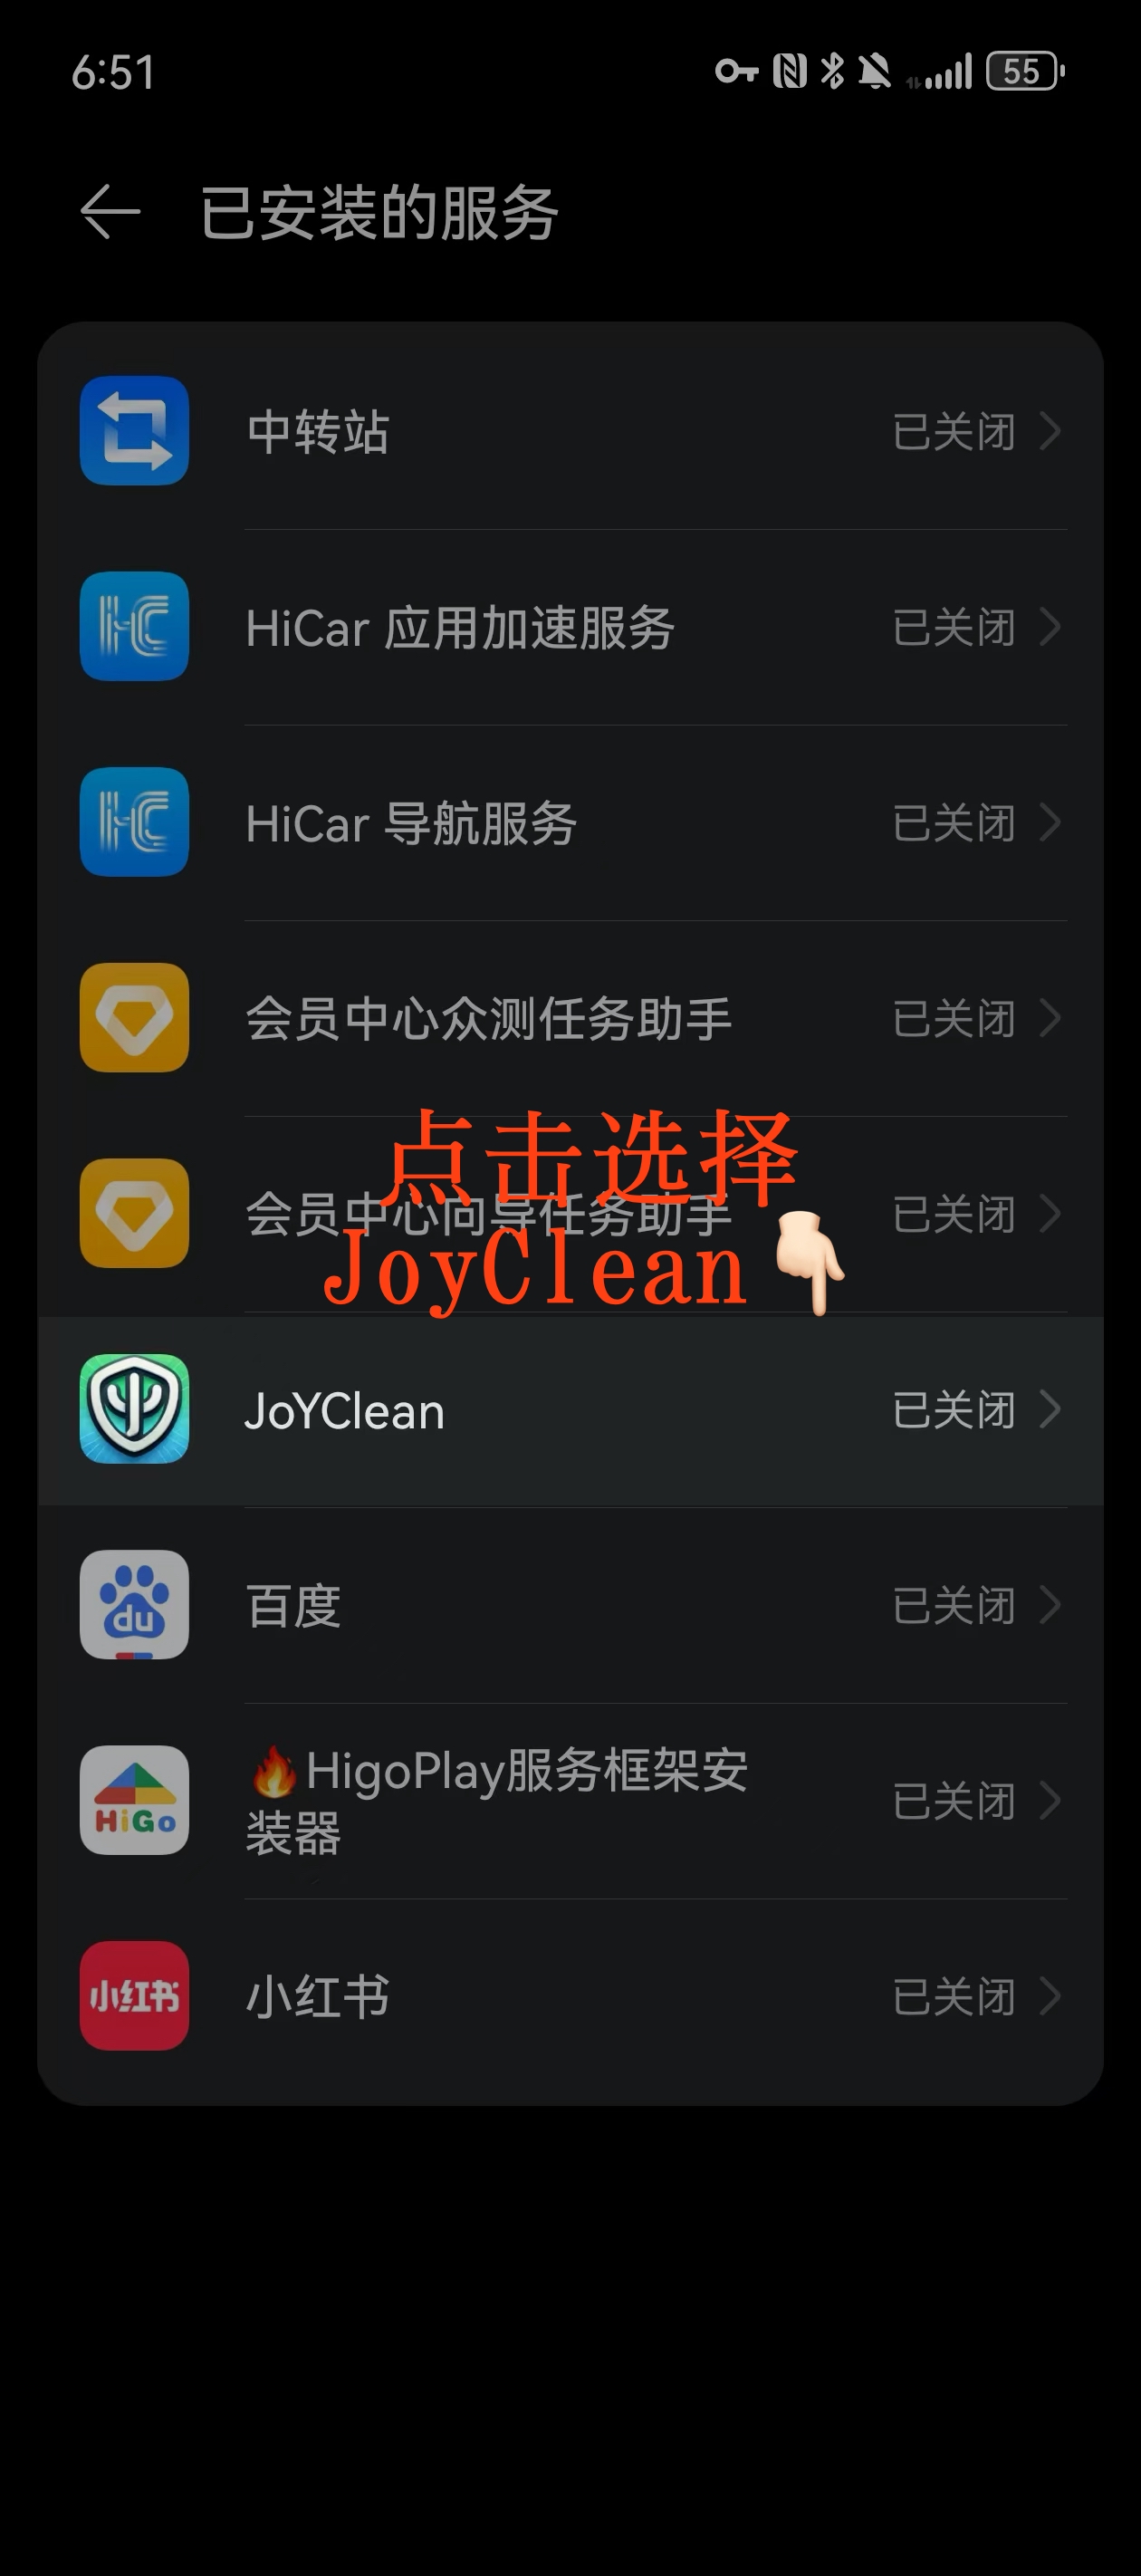 6:51
55
已安装的服务
中转站 已关闭
HiCar 应用加速服务 已关闭
HiCar 导航服务 已关闭
会员中心众测任务助手 已关闭
点击选择
会员中心向导任务助手 已关闭
JoyClean👇🏻
JoYClean 已关闭
du
百度 已关闭
🔥HigoPlay服务框架安
装器 已关闭
HiGo
小红书
小红书 已关闭